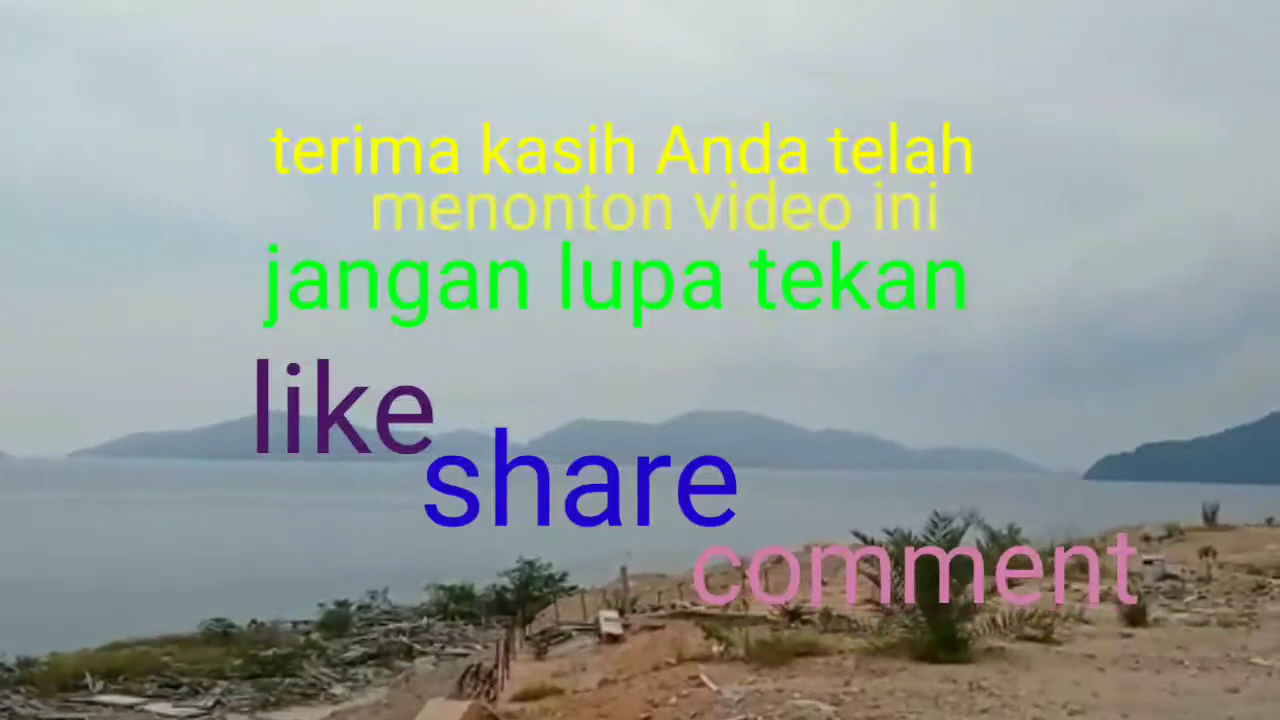 terima kasih Anda telah
menonton video ini
jangan lupa tekan
like
share
comment